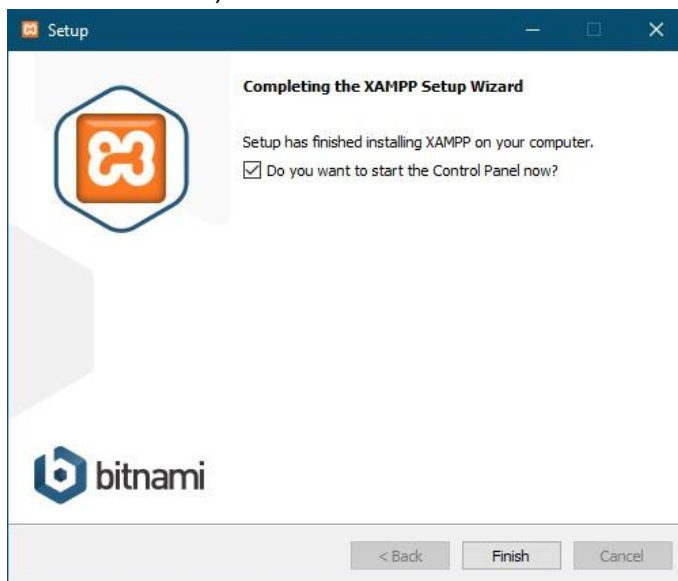 Setup
Completing the XAMPP Setup Wizard
Setup has finished installing XAMPP on your computer.
Do you want to start the Control Panel now?
bitnami
< Back
Finish
Cancel